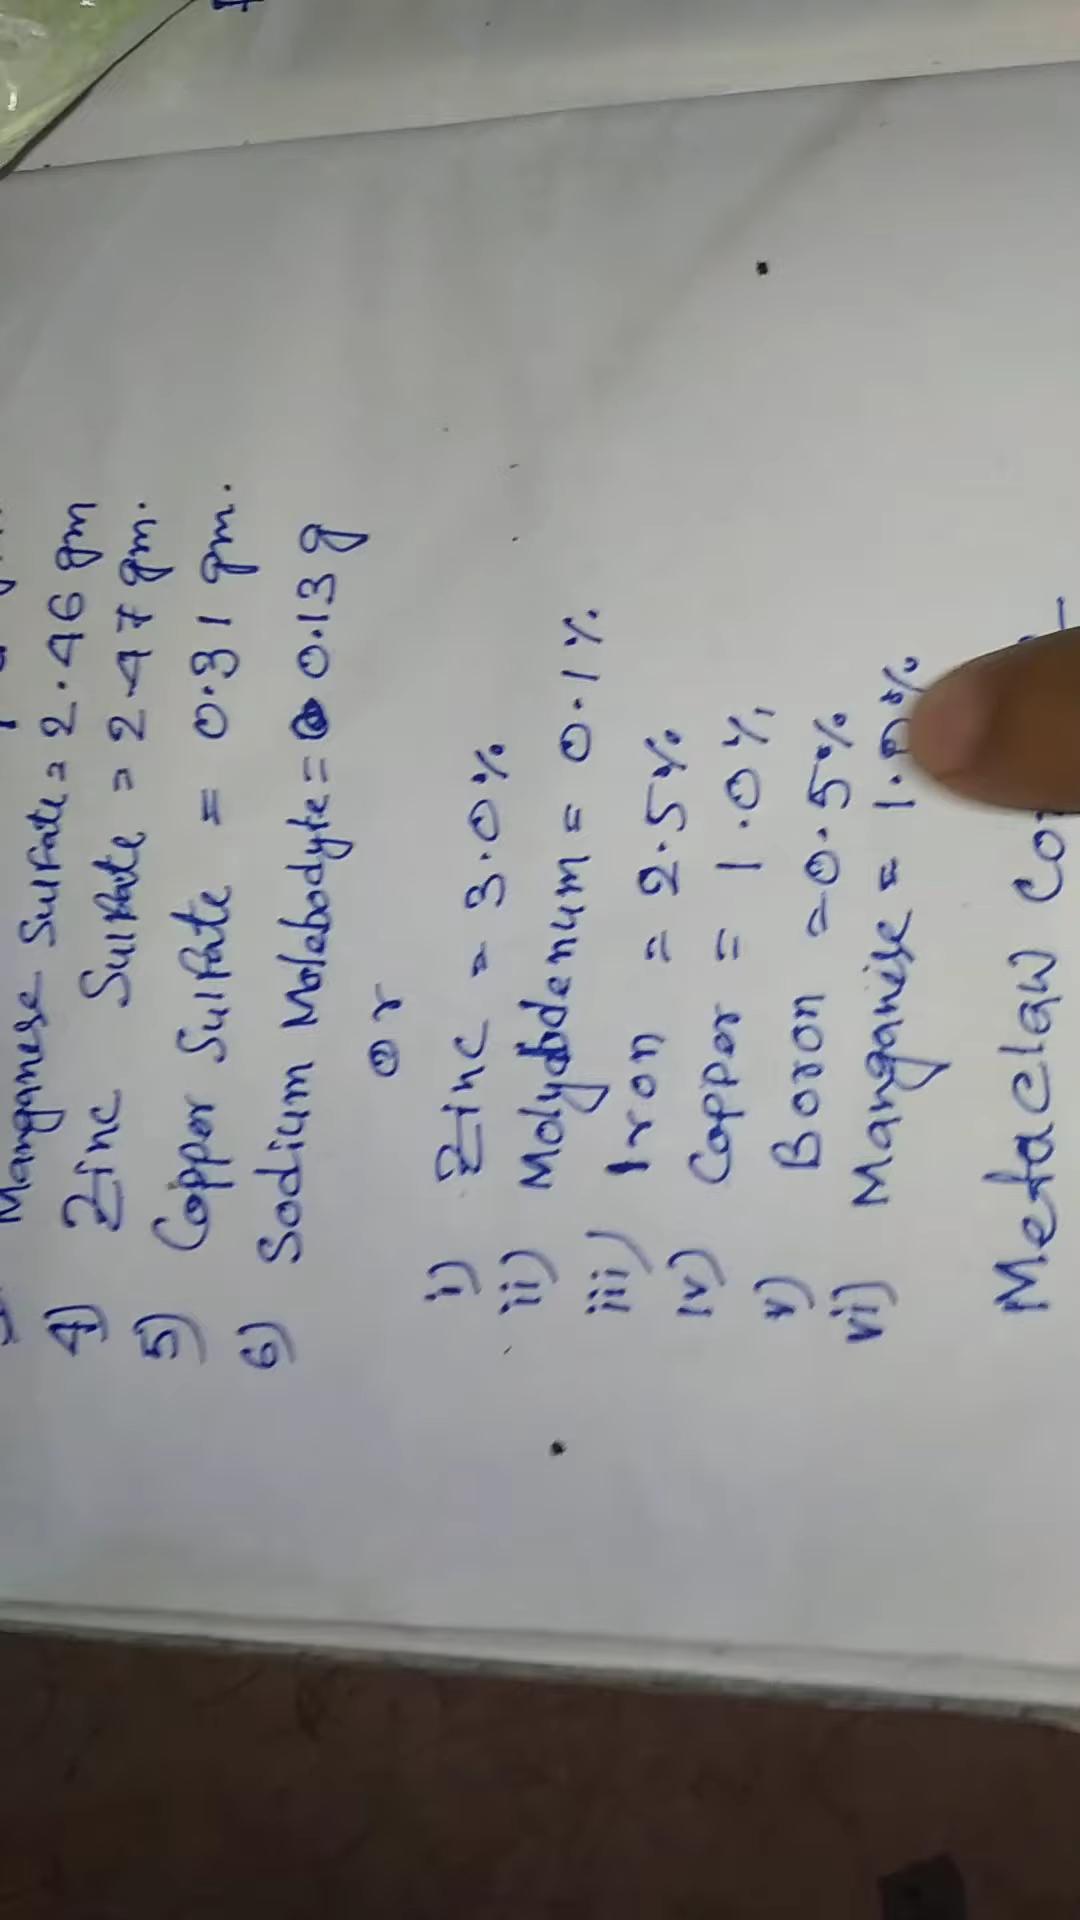 Manganese Sulfate = 2.46 gm
4) Zinc Sulfate = 2.47 gm.
5) Copper Sulfate = 0.31 gm.
6) Sodium Molebodyte = 0.13 g
or
i) Zinc = 3.0%
ii) Molybdenum = 0.1%
iii) Iron = 2.5%
iv) Copper = 1.0%
v) Boron = 0.5%
vi) Manganise = 1.0%
Metaclaw